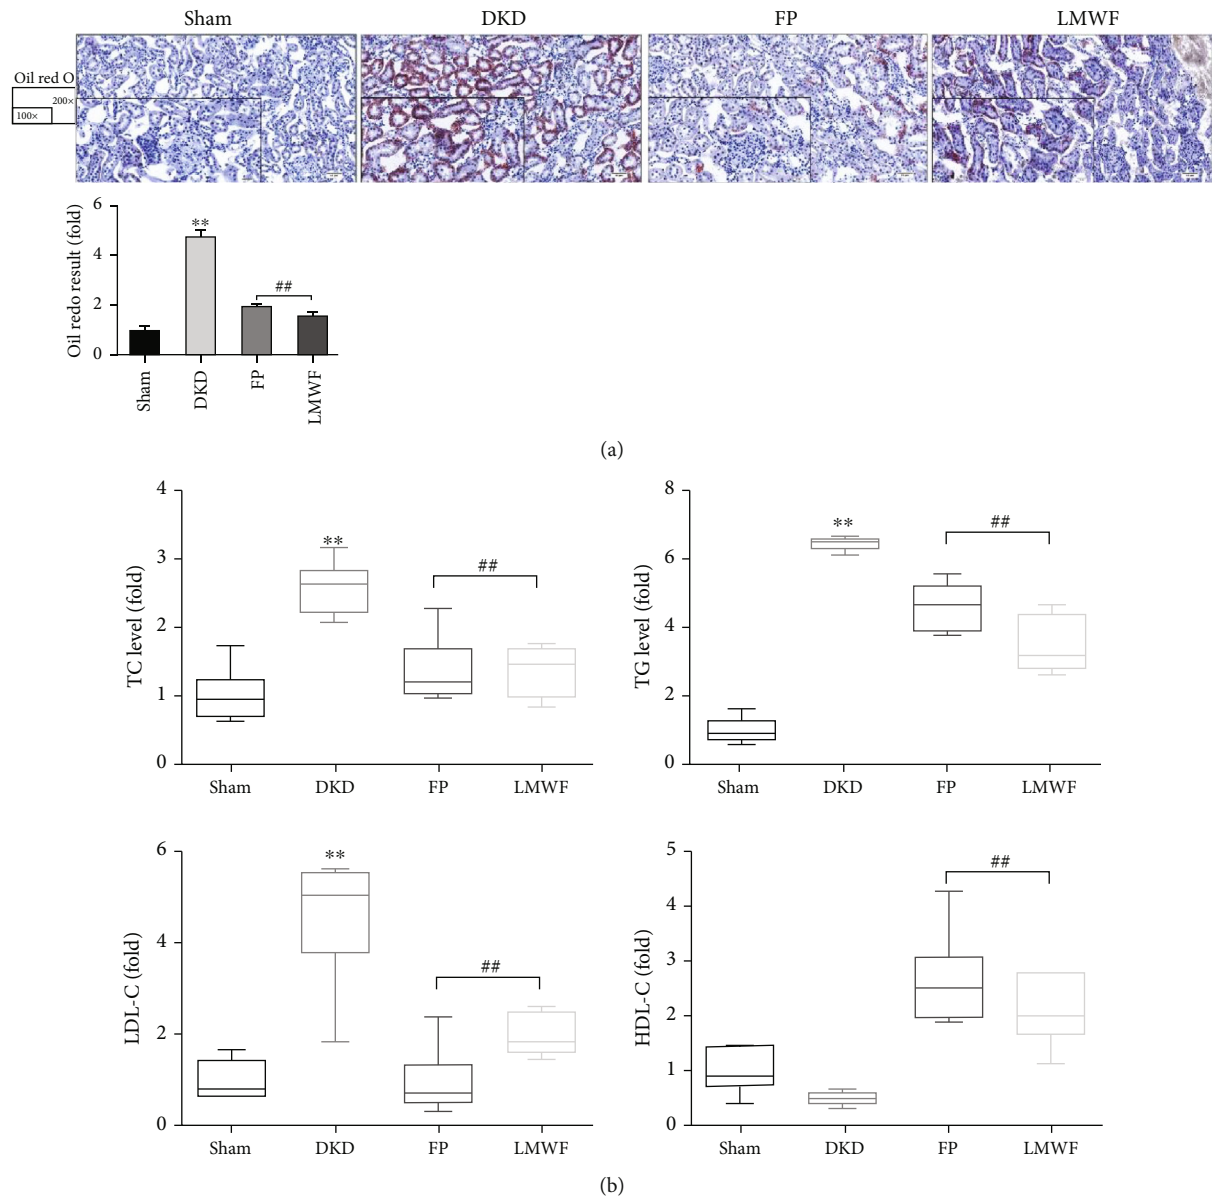 Sham DKD FP LMWF
Oil red O
200×
100×
Oil redo result (fold)
6
4
2
0
**
##
Sham DKD FP LMWF
(a)
TC level (fold)
4
3
2
1
0
**
##
Sham DKD FP LMWF
TG level (fold)
8
6
4
2
0
**
##
Sham DKD FP LMWF
LDL-C (fold)
6
4
2
0
**
##
Sham DKD FP LMWF
HDL-C (fold)
5
4
3
2
1
0
##
Sham DKD FP LMWF
(b)